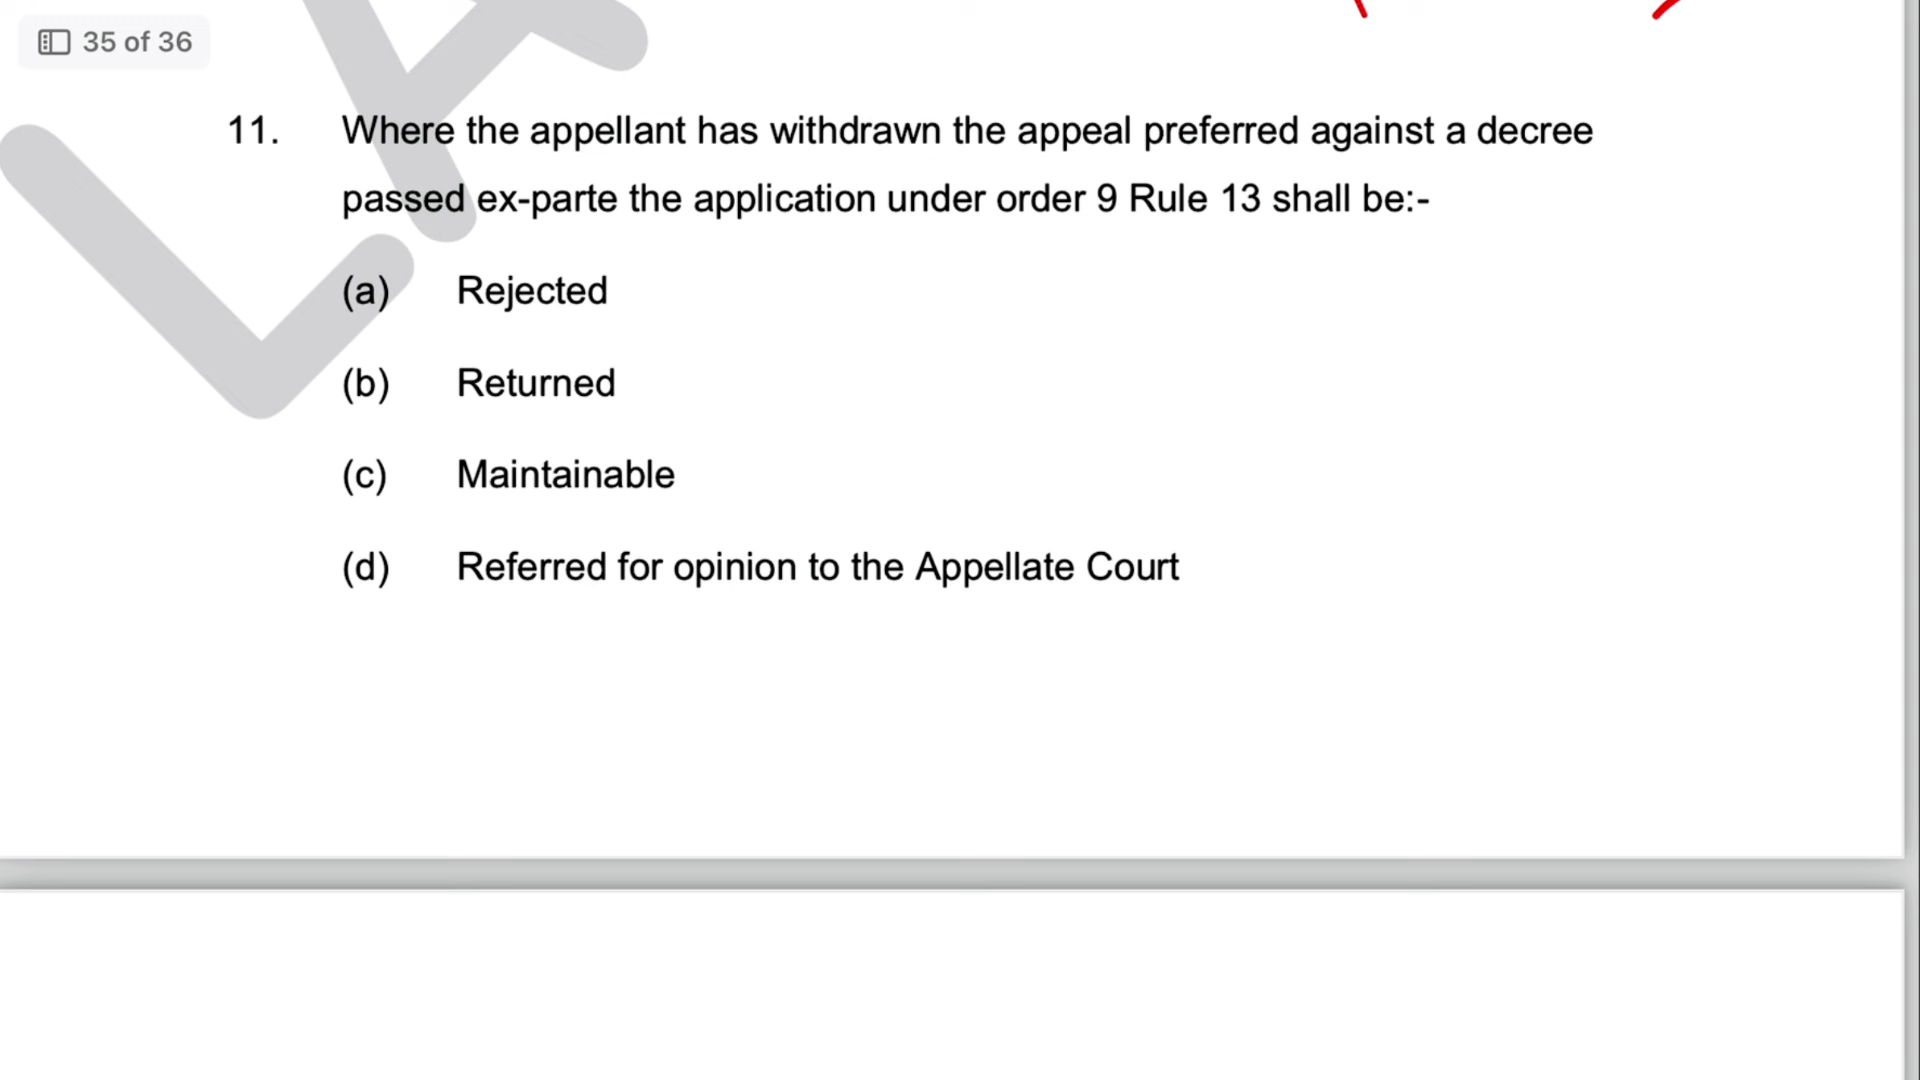 35 of 36
11. Where the appellant has withdrawn the appeal preferred against a decree
passed ex-parte the application under order 9 Rule 13 shall be:-
(a) Rejected
(b) Returned
(c) Maintainable
(d) Referred for opinion to the Appellate Court